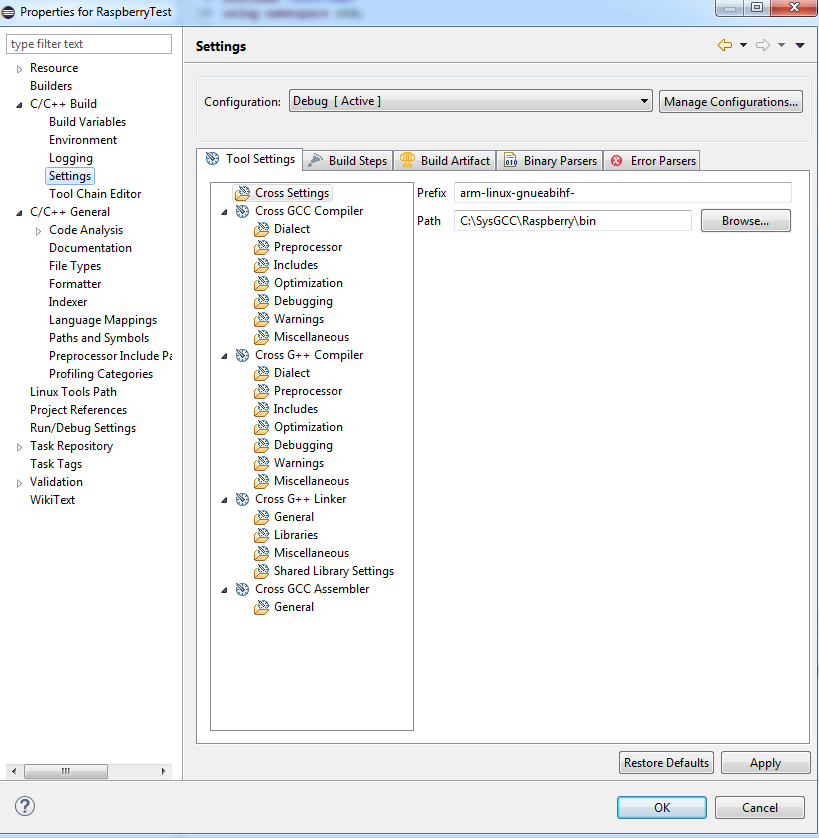 Properties for RaspberryTest
type filter text
Resource
Builders
C/C++ Build
Build Variables
Environment
Logging
Settings
Tool Chain Editor
C/C++ General
Code Analysis
Documentation
File Types
Formatter
Indexer
Language Mappings
Paths and Symbols
Preprocessor Include Pa
Profiling Categories
Linux Tools Path
Project References
Run/Debug Settings
Task Repository
Task Tags
Validation
WikiText
Settings
Configuration: Debug [ Active ] Manage Configurations...
Tool Settings Build Steps Build Artifact Binary Parsers Error Parsers
Cross Settings
Cross GCC Compiler
Dialect
Preprocessor
Includes
Optimization
Debugging
Warnings
Miscellaneous
Cross G++ Compiler
Dialect
Preprocessor
Includes
Optimization
Debugging
Warnings
Miscellaneous
Cross G++ Linker
General
Libraries
Miscellaneous
Shared Library Settings
Cross GCC Assembler
General
Prefix arm-linux-gnueabihf-
Path C:\SysGCC\Raspberry\bin Browse...
Restore Defaults Apply
OK Cancel